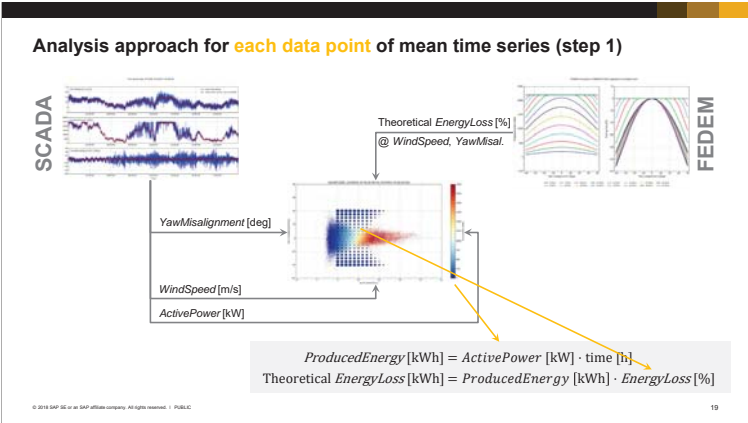 Analysis approach for each data point of mean time series (step 1)
SCADA
FEDEM
Theoretical EnergyLoss [%]
@ WindSpeed, YawMisal.
YawMisalignment [deg]
WindSpeed [m/s]
ActivePower [kW]
ProducedEnergy [kWh] = ActivePower [kW] · time [h]
Theoretical EnergyLoss [kWh] = ProducedEnergy [kWh] · EnergyLoss [%]
© 2018 SAP SE or an SAP affiliate company. All rights reserved. ǀ PUBLIC
19